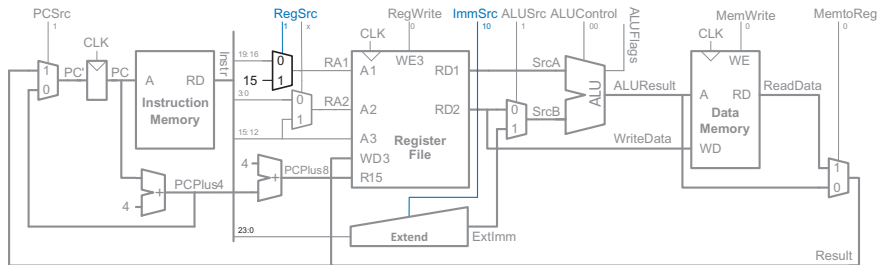 PCSrc
1
RegSrc
1 x
RegWrite
0
ImmSrc
10
ALUSrc
1
ALUControl
00
ALUFlags
MemWrite
0
MemtoReg
0
CLK
CLK
CLK
1
0
PC'
PC
A
RD
Instruction
Memory
Instr
19:16
15
0
1
RA1
3:0
0
1
RA2
15:12
A1
A2
A3
WD3
R15
WE3
RD1
RD2
Register
File
SrcA
0
1
SrcB
ALU
ALUResult
WriteData
WE
A
RD
Data
Memory
WD
ReadData
1
0
4
+
PCPlus4
4
+
PCPlus8
23:0
Extend
ExtImm
Result